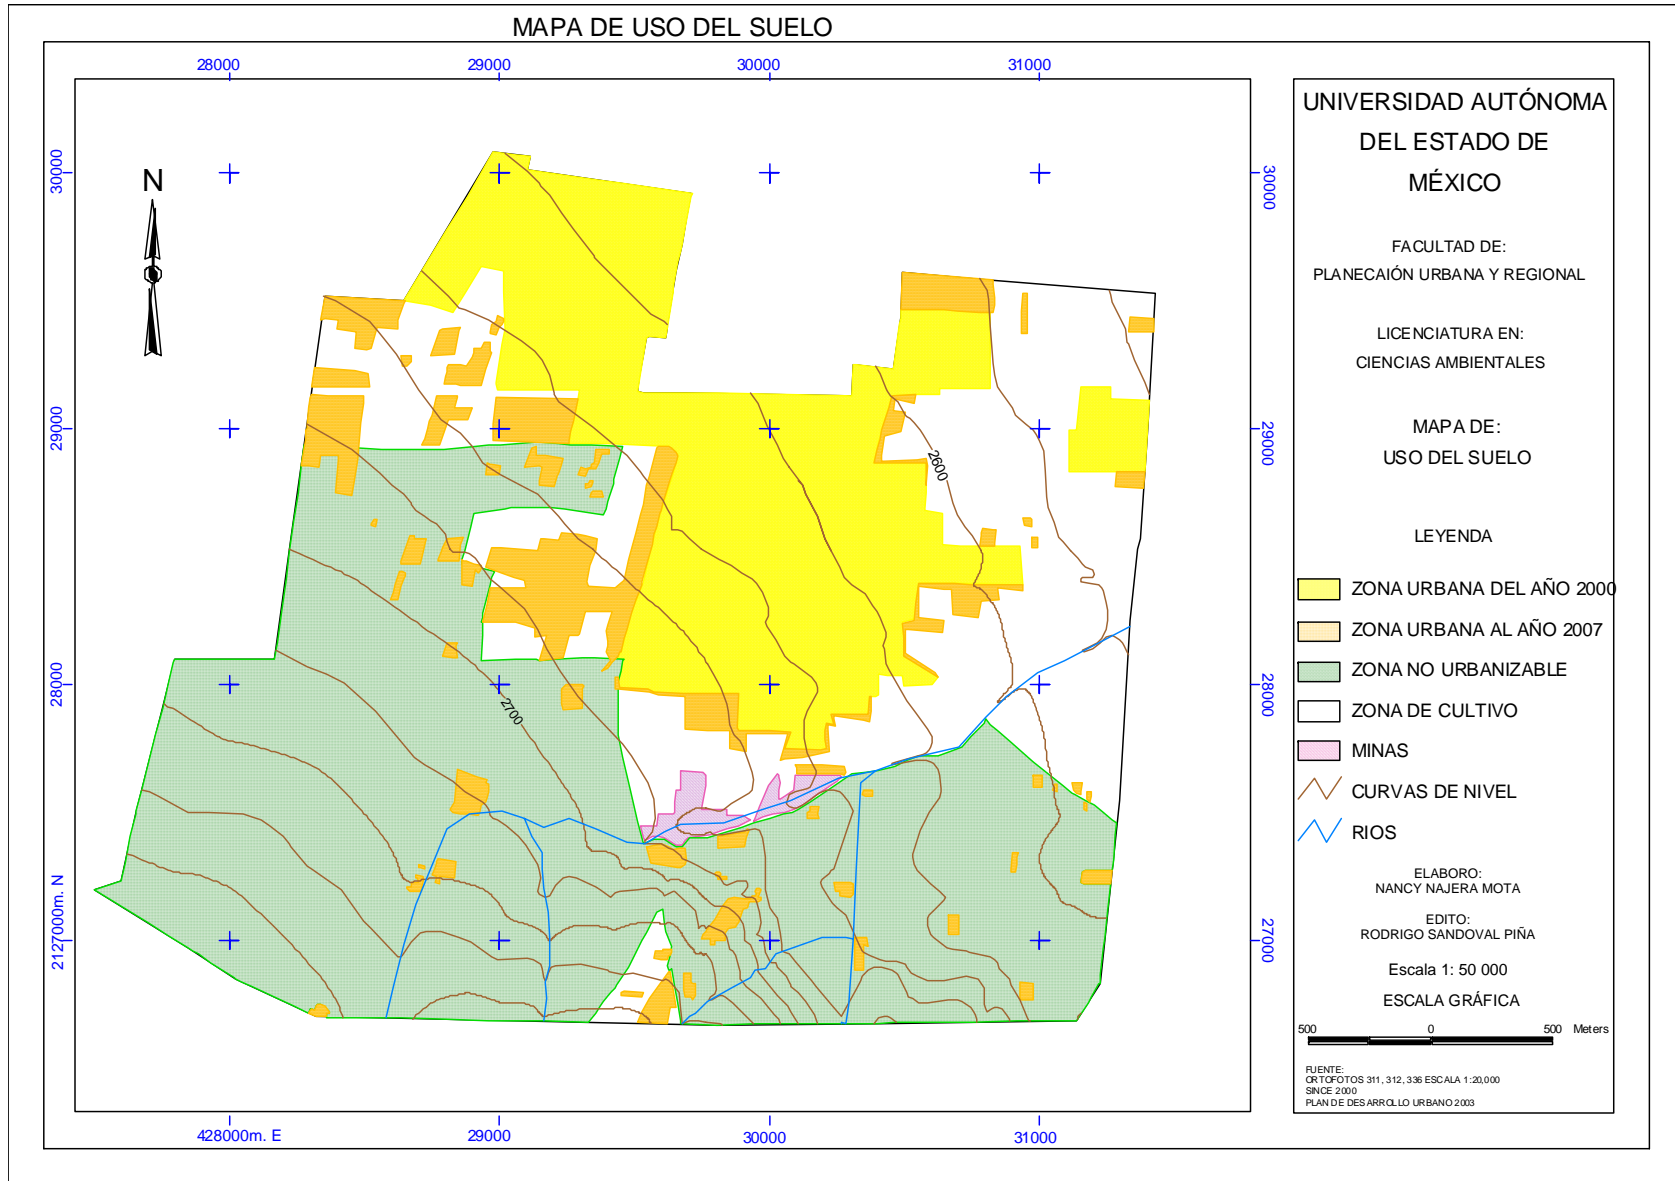 MAPA DE USO DEL SUELO
28000 29000 30000 31000
30000
29000
28000
2127000m. N
30000
29000
28000
27000
428000m. E 29000 30000 31000
N
2600
2700
UNIVERSIDAD AUTÓNOMA
DEL ESTADO DE
MÉXICO
FACULTAD DE:
PLANECAIÓN URBANA Y REGIONAL
LICENCIATURA EN:
CIENCIAS AMBIENTALES
MAPA DE:
USO DEL SUELO
LEYENDA
ZONA URBANA DEL AÑO 2000
ZONA URBANA AL AÑO 2007
ZONA NO URBANIZABLE
ZONA DE CULTIVO
MINAS
CURVAS DE NIVEL
RIOS
ELABORO:
NANCY NAJERA MOTA
EDITO:
RODRIGO SANDOVAL PIÑA
Escala 1: 50 000
ESCALA GRÁFICA
500 0 500 Meters
FUENTE:
ORTOFOTOS 311, 312, 336 ESCALA 1:20,000
SINCE 2000
PLAN DE DESARROLLO URBANO 2003